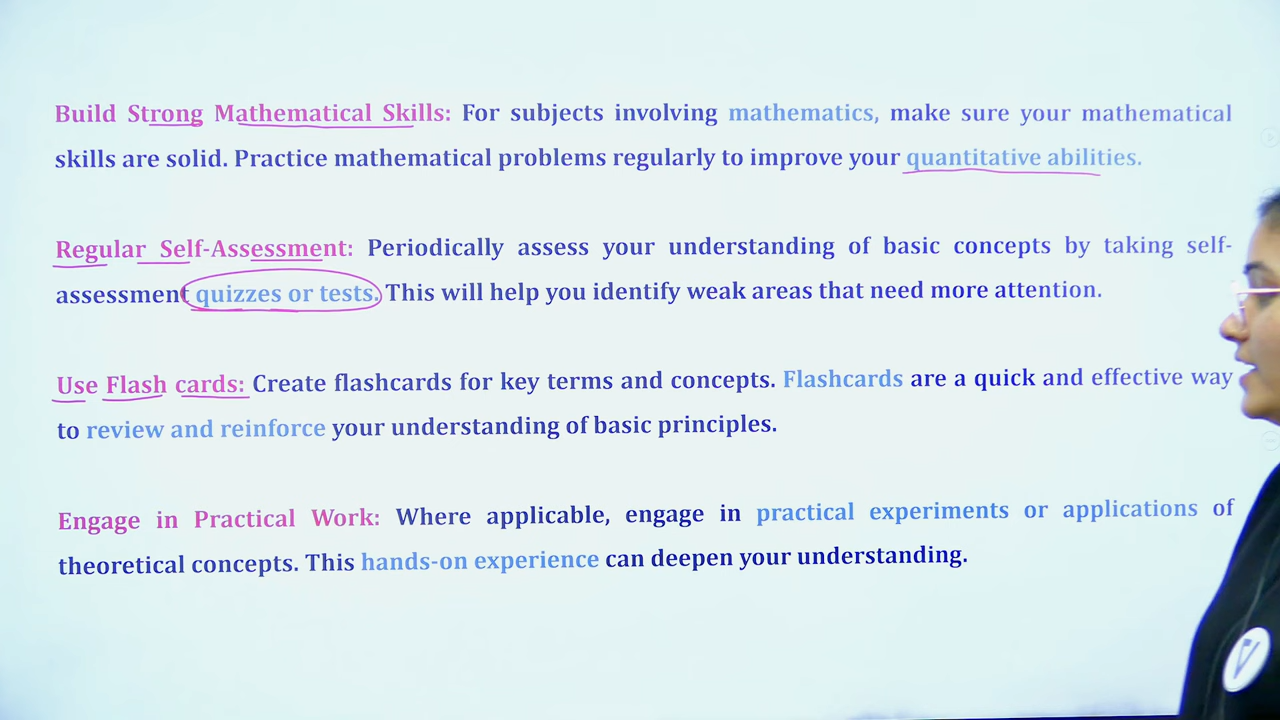 Build Strong Mathematical Skills: For subjects involving mathematics, make sure your mathematical
skills are solid. Practice mathematical problems regularly to improve your quantitative abilities.
Regular Self-Assessment: Periodically assess your understanding of basic concepts by taking self-
assessment quizzes or tests. This will help you identify weak areas that need more attention.
Use Flash cards: Create flashcards for key terms and concepts. Flashcards are a quick and effective way
to review and reinforce your understanding of basic principles.
Engage in Practical Work: Where applicable, engage in practical experiments or applications of
theoretical concepts. This hands-on experience can deepen your understanding.